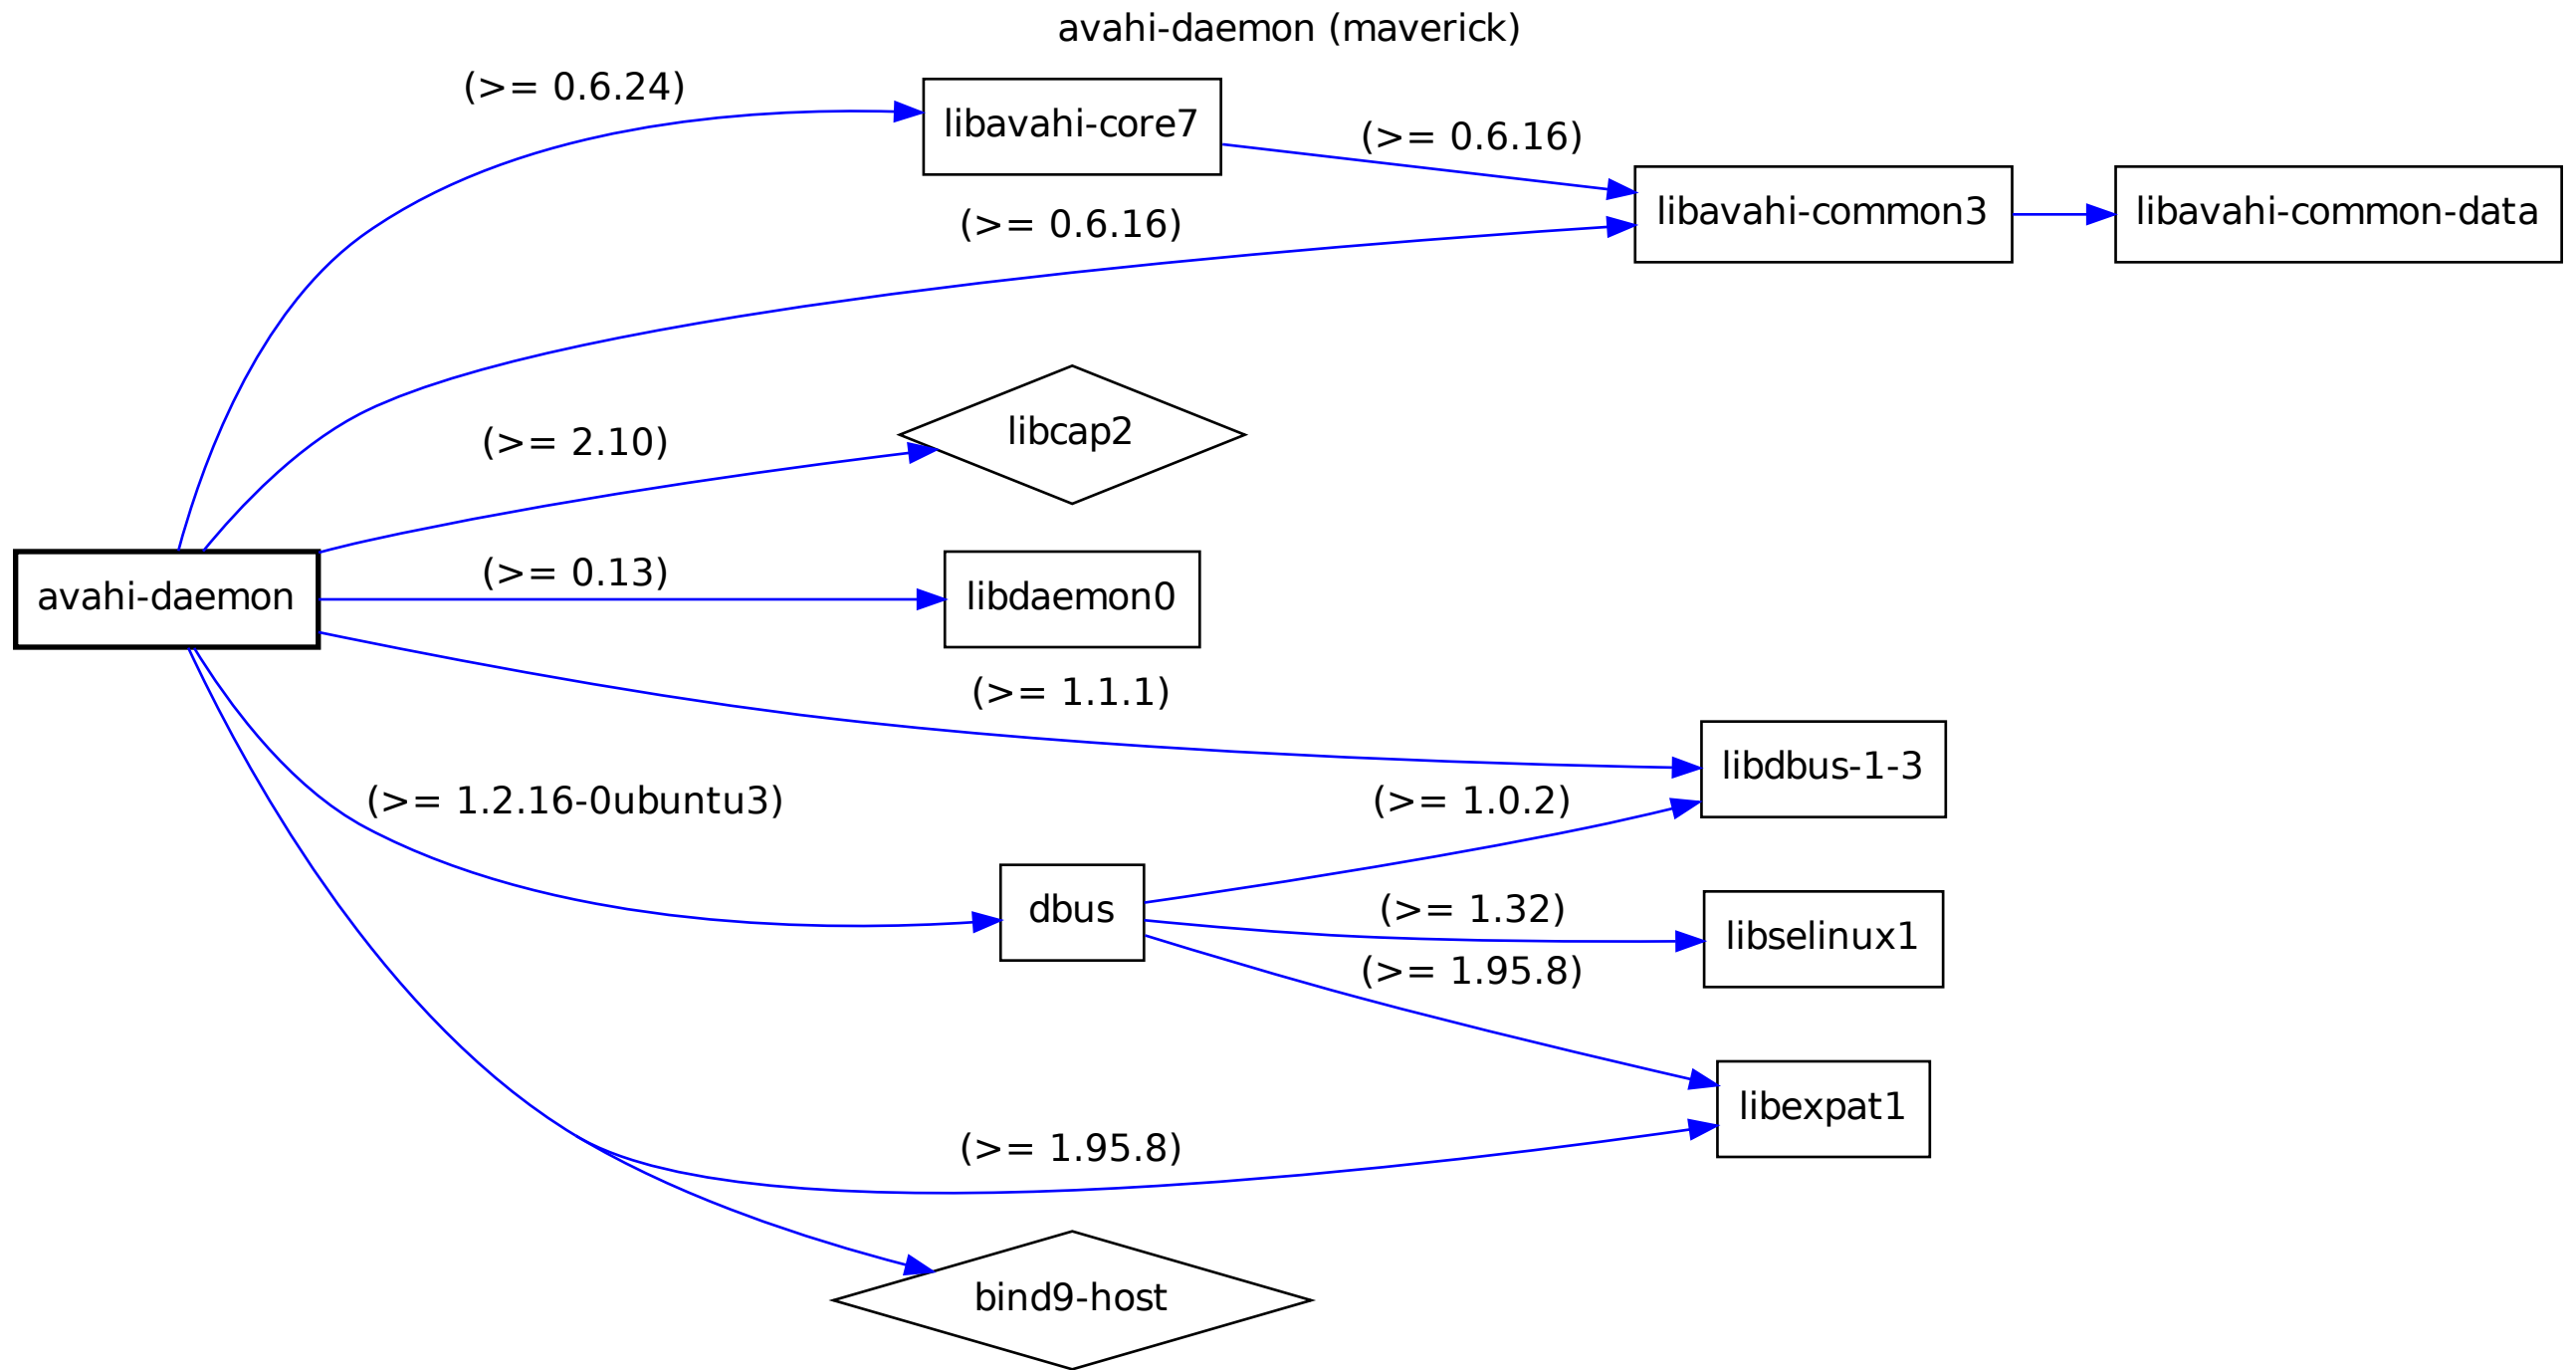 avahi-daemon (maverick)
(>= 0.6.24)
libavahi-core7
(>= 0.6.16)
libavahi-common3
libavahi-common-data
(>= 0.6.16)
libcap2
(>= 2.10)
avahi-daemon
(>= 0.13)
libdaemon0
(>= 1.1.1)
libdbus-1-3
(>= 1.2.16-0ubuntu3)
(>= 1.0.2)
dbus
(>= 1.32)
libselinux1
(>= 1.95.8)
libexpat1
(>= 1.95.8)
bind9-host